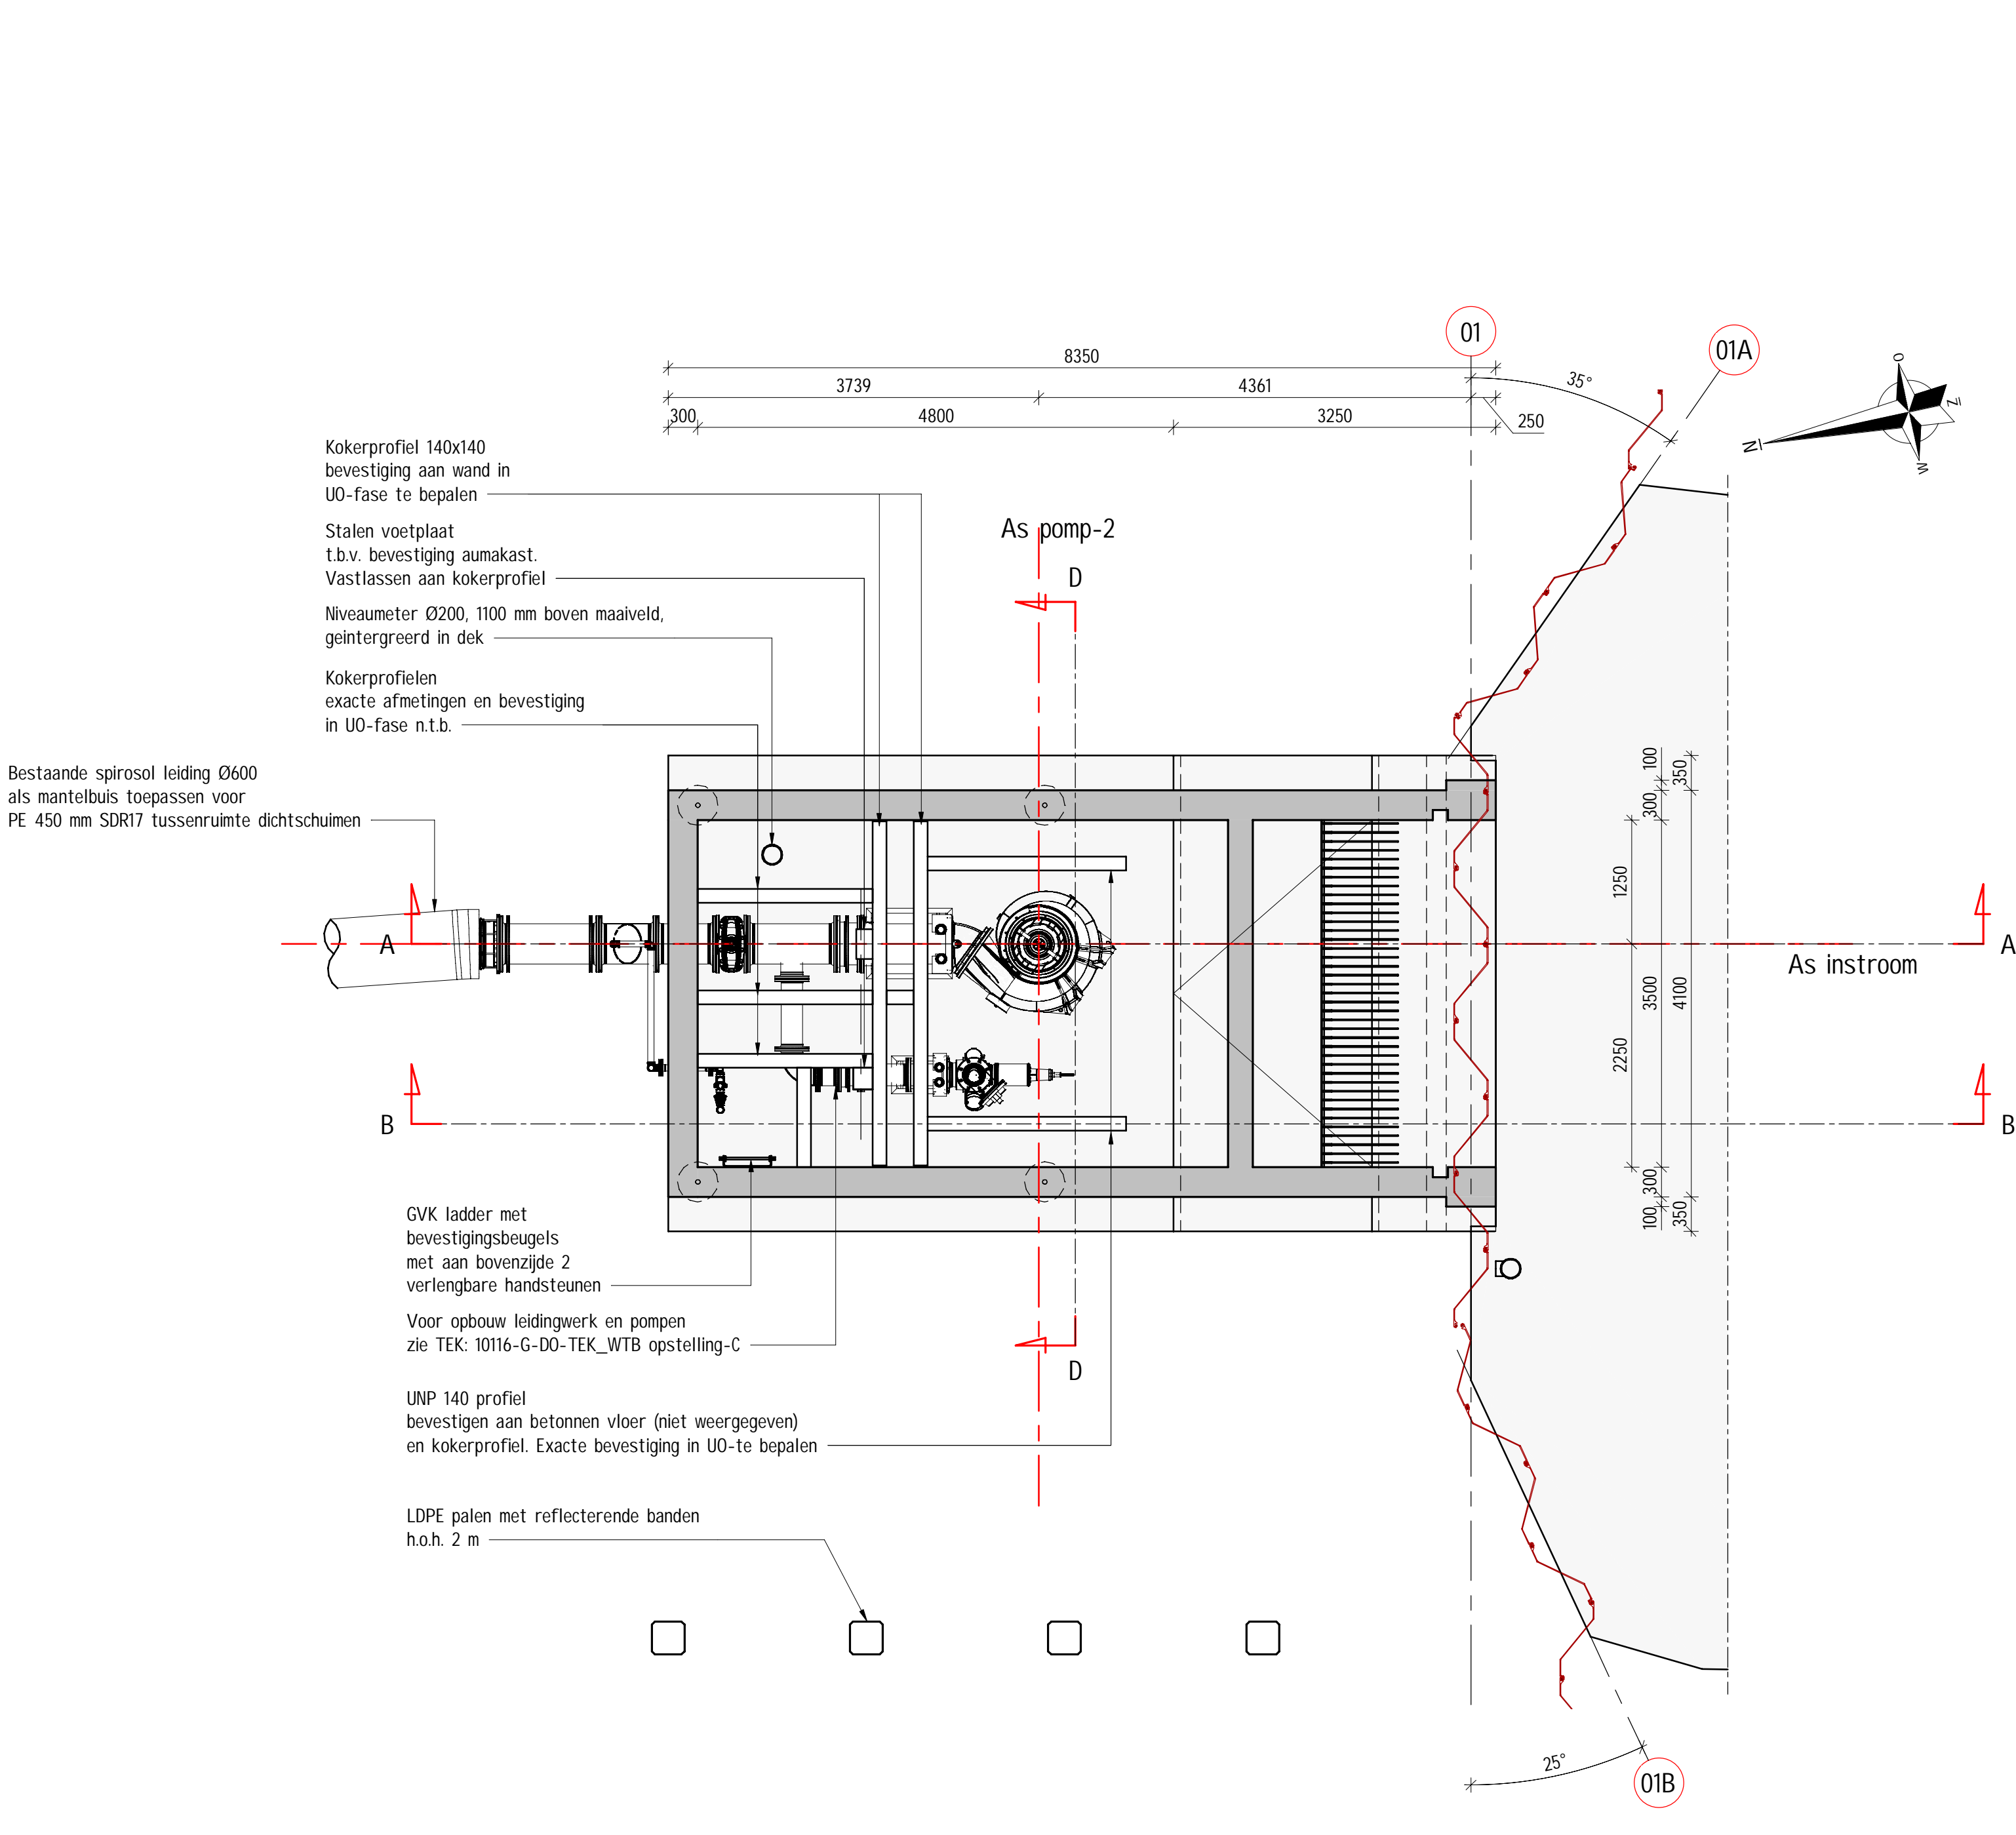 01
01A
8350
35°
3739
4361
300
4800
3250
250
O
Z
N
W
Kokerprofiel 140x140
bevestiging aan wand in
UO-fase te bepalen
Stalen voetplaat
t.b.v. bevestiging aumakast.
Vastlassen aan kokerprofiel
As pomp-2
D
Niveaumeter Ø200, 1100 mm boven maaiveld,
geintergreerd in dek
Kokerprofielen
exacte afmetingen en bevestiging
in UO-fase n.t.b.
Bestaande spirosol leiding Ø600
als mantelbuis toepassen voor
PE 450 mm SDR17 tussenruimte dichtschuimen
100
350
300
1250
A
A
As instroom
3500
4100
2250
B
B
300
100
350
GVK ladder met
bevestigingsbeugels
met aan bovenzijde 2
verlengbare handsteunen
Voor opbouw leidingwerk en pompen
zie TEK: 10116-G-DO-TEK_WTB opstelling-C
D
UNP 140 profiel
bevestigen aan betonnen vloer (niet weergegeven)
en kokerprofiel. Exacte bevestiging in UO-te bepalen
LDPE palen met reflecterende banden
h.o.h. 2 m
25°
01B